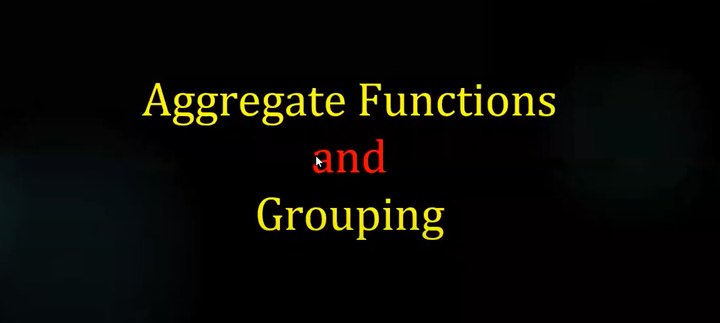 Aggregate Functions
and
Grouping